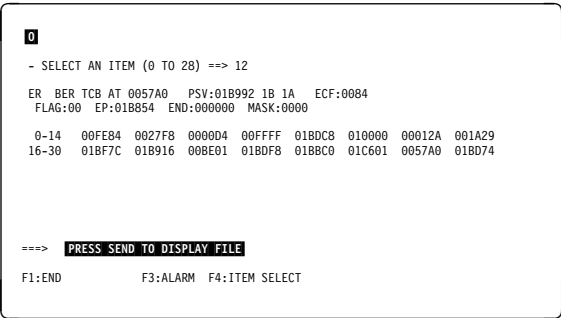 0
- SELECT AN ITEM (0 TO 28) ==> 12
ER BER TCB AT 0057A0 PSV:01B992 1B 1A ECF:0084
FLAG:00 EP:01B854 END:000000 MASK:0000
0-14 00FE84 0027F8 0000D4 00FFFF 01BDC8 010000 00012A 001A29
16-30 01BF7C 01B916 00BE01 01BDF8 01BBC0 01C601 0057A0 01BD74
===> PRESS SEND TO DISPLAY FILE
F1:END F3:ALARM F4:ITEM SELECT